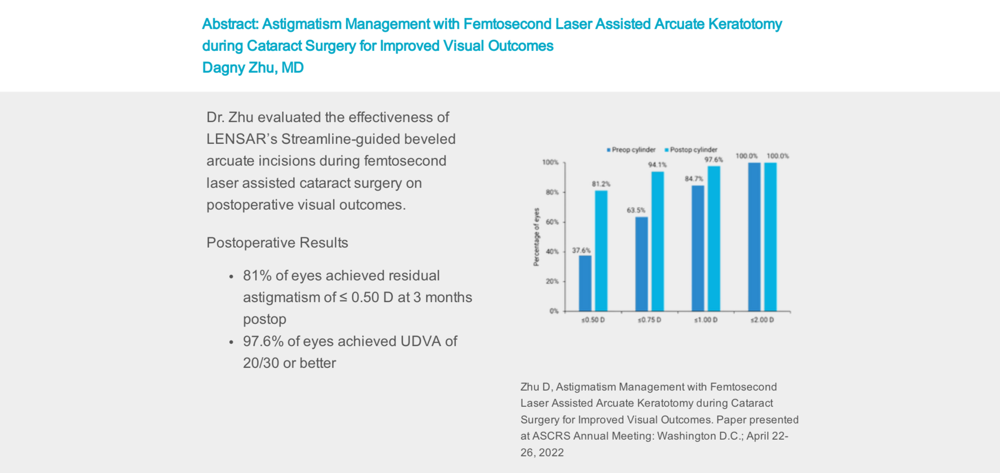 Abstract: Astigmatism Management with Femtosecond Laser Assisted Arcuate Keratotomy
during Cataract Surgery for Improved Visual Outcomes
Dagny Zhu, MD
Dr. Zhu evaluated the effectiveness of
LENSAR’s Streamline-guided beveled
arcuate incisions during femtosecond
laser assisted cataract surgery on
postoperative visual outcomes.
Postoperative Results
• 81% of eyes achieved residual
astigmatism of ≤ 0.50 D at 3 months
postop
• 97.6% of eyes achieved UDVA of
20/30 or better
Preop cylinder Postop cylinder
Percentage of eyes
100%
80%
60%
40%
20%
0%
37.6% 81.2%
63.5% 94.1%
84.7% 97.6%
100.0% 100.0%
≤0.50 D ≤0.75 D ≤1.00 D ≤2.00 D
Zhu D, Astigmatism Management with Femtosecond
Laser Assisted Arcuate Keratotomy during Cataract
Surgery for Improved Visual Outcomes. Paper presented
at ASCRS Annual Meeting: Washington D.C.; April 22-
26, 2022